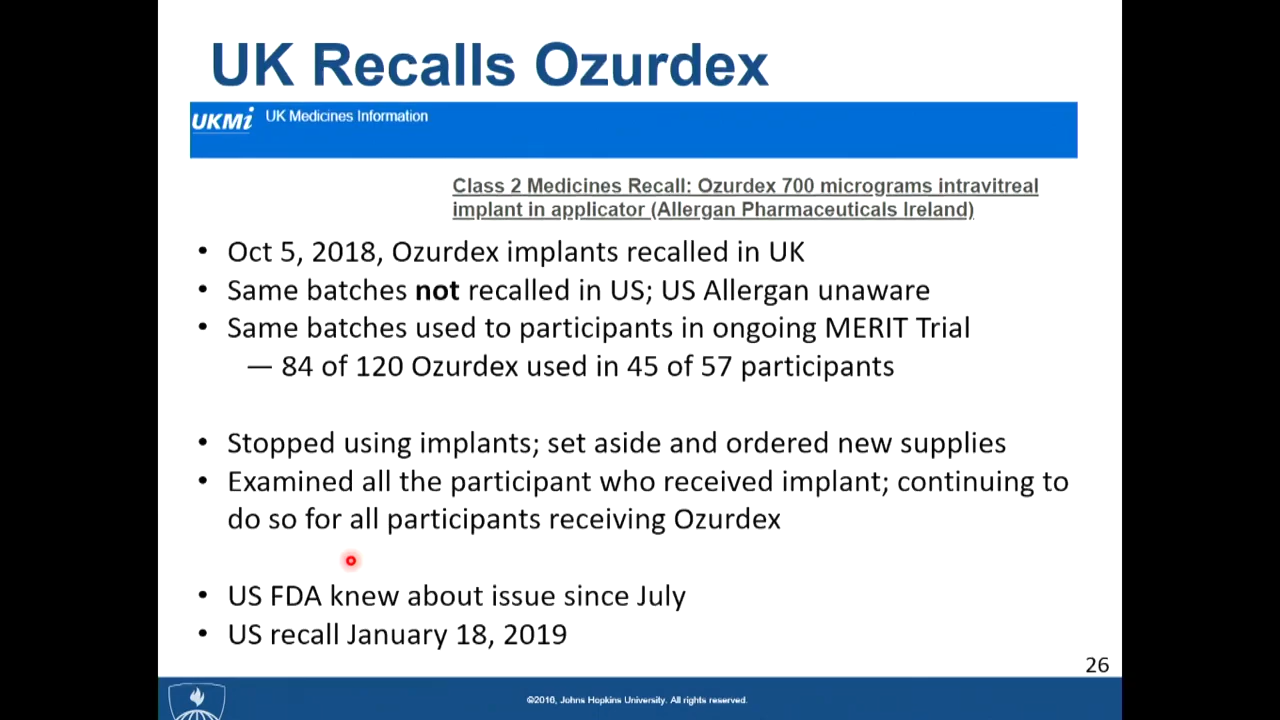 UK Recalls Ozurdex
UKMi UK Medicines Information
Class 2 Medicines Recall: Ozurdex 700 micrograms intravitreal
implant in applicator (Allergan Pharmaceuticals Ireland)
• Oct 5, 2018, Ozurdex implants recalled in UK
• Same batches not recalled in US; US Allergan unaware
• Same batches used to participants in ongoing MERIT Trial
— 84 of 120 Ozurdex used in 45 of 57 participants
• Stopped using implants; set aside and ordered new supplies
• Examined all the participant who received implant; continuing to
do so for all participants receiving Ozurdex
• US FDA knew about issue since July
• US recall January 18, 2019
26
©2016, Johns Hopkins University. All rights reserved.